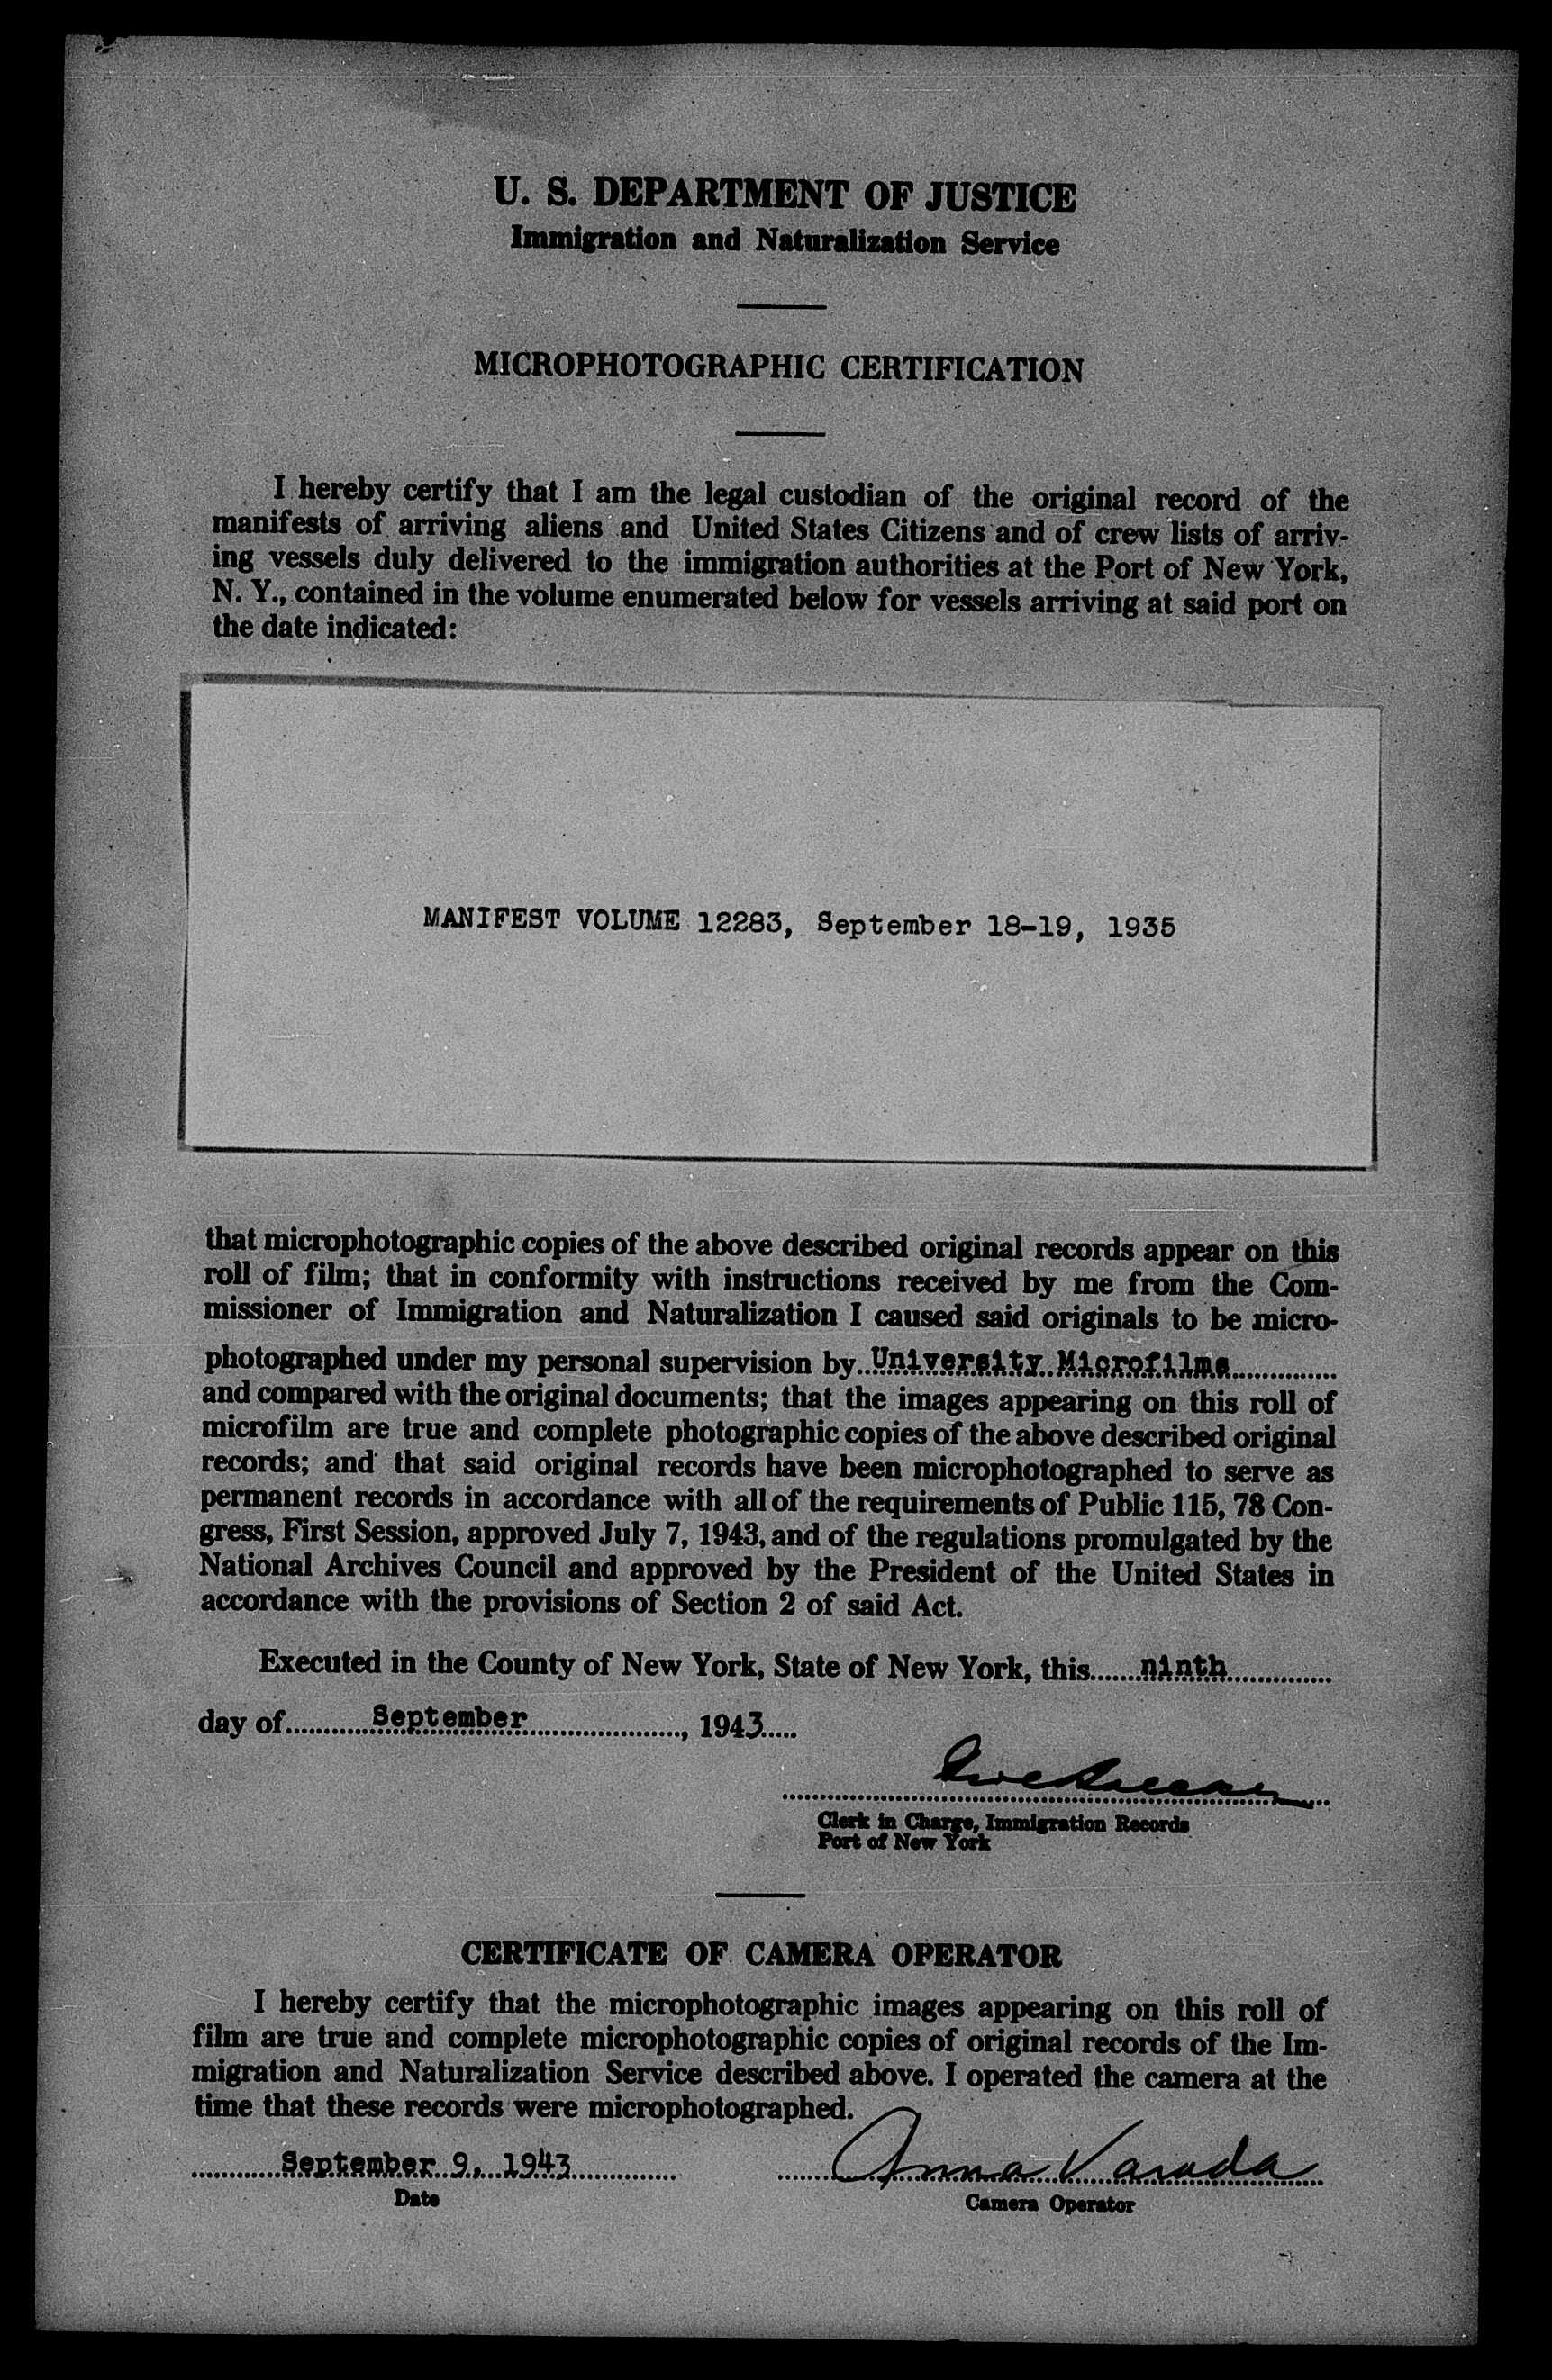 U. S. DEPARTMENT OF JUSTICE
Immigration and Naturalization Service
MICROPHOTOGRAPHIC CERTIFICATION
I hereby certify that I am the legal custodian of the original record of the
manifests of arriving aliens and United States Citizens and of crew lists of arriv-
ing vessels duly delivered to the immigration authorities at the Port of New York,
N. Y., contained in the volume enumerated below for vessels arriving at said port on
the date indicated:
MANIFEST VOLUME 12283, September 18-19, 1935
that microphotographic copies of the above described original records appear on this
roll of film; that in conformity with instructions received by me from the Com-
missioner of Immigration and Naturalization I caused said originals to be micro-
photographed under my personal supervision by University Microfilms
and compared with the original documents; that the images appearing on this roll of
microfilm are true and complete photographic copies of the above described original
records; and that said original records have been microphotographed to serve as
permanent records in accordance with all of the requirements of Public 115, 78 Con-
gress, First Session, approved July 7, 1943, and of the regulations promulgated by the
National Archives Council and approved by the President of the United States in
accordance with the provisions of Section 2 of said Act.
Executed in the County of New York, State of New York, this ninth
day of September, 1943
Clerk in Charge, Immigration Records
Port of New York
CERTIFICATE OF CAMERA OPERATOR
I hereby certify that the microphotographic images appearing on this roll of
film are true and complete microphotographic copies of original records of the Im-
migration and Naturalization Service described above. I operated the camera at the
time that these records were microphotographed.
September 9, 1943 Anna Varada
Date Camera Operator